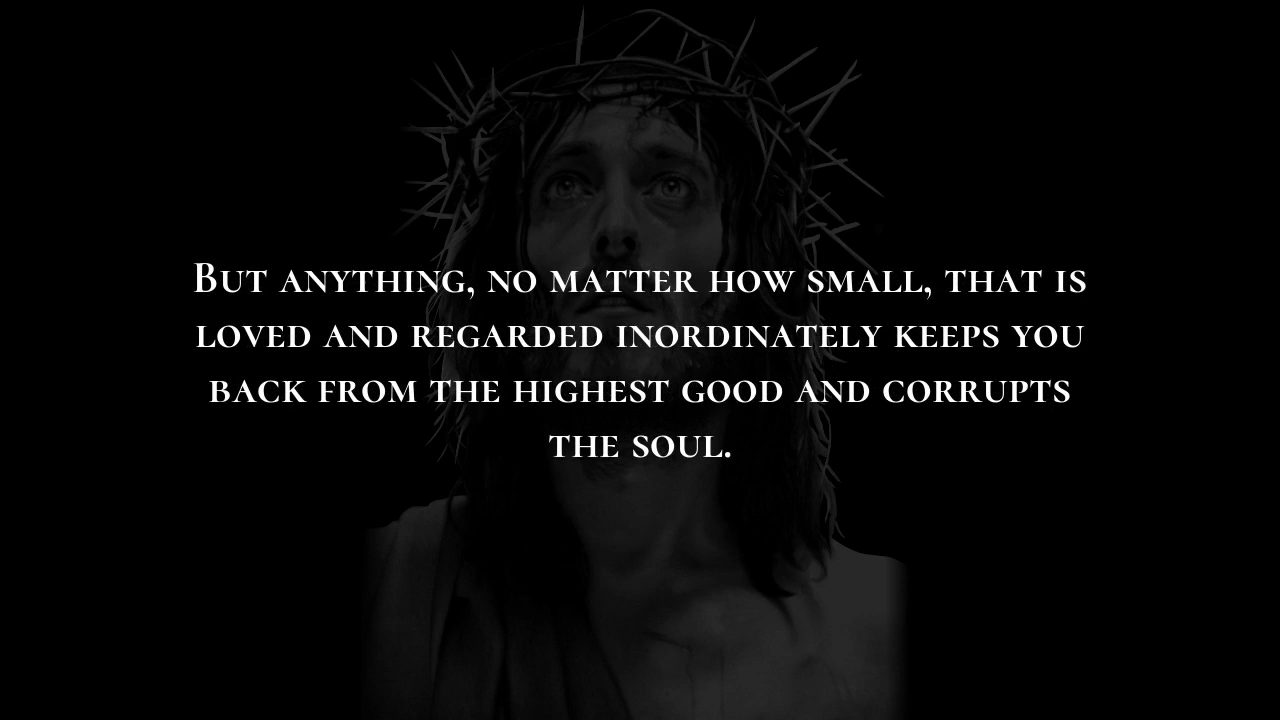 But anything, no matter how small, that is
loved and regarded inordinately keeps you
back from the highest good and corrupts
the soul.